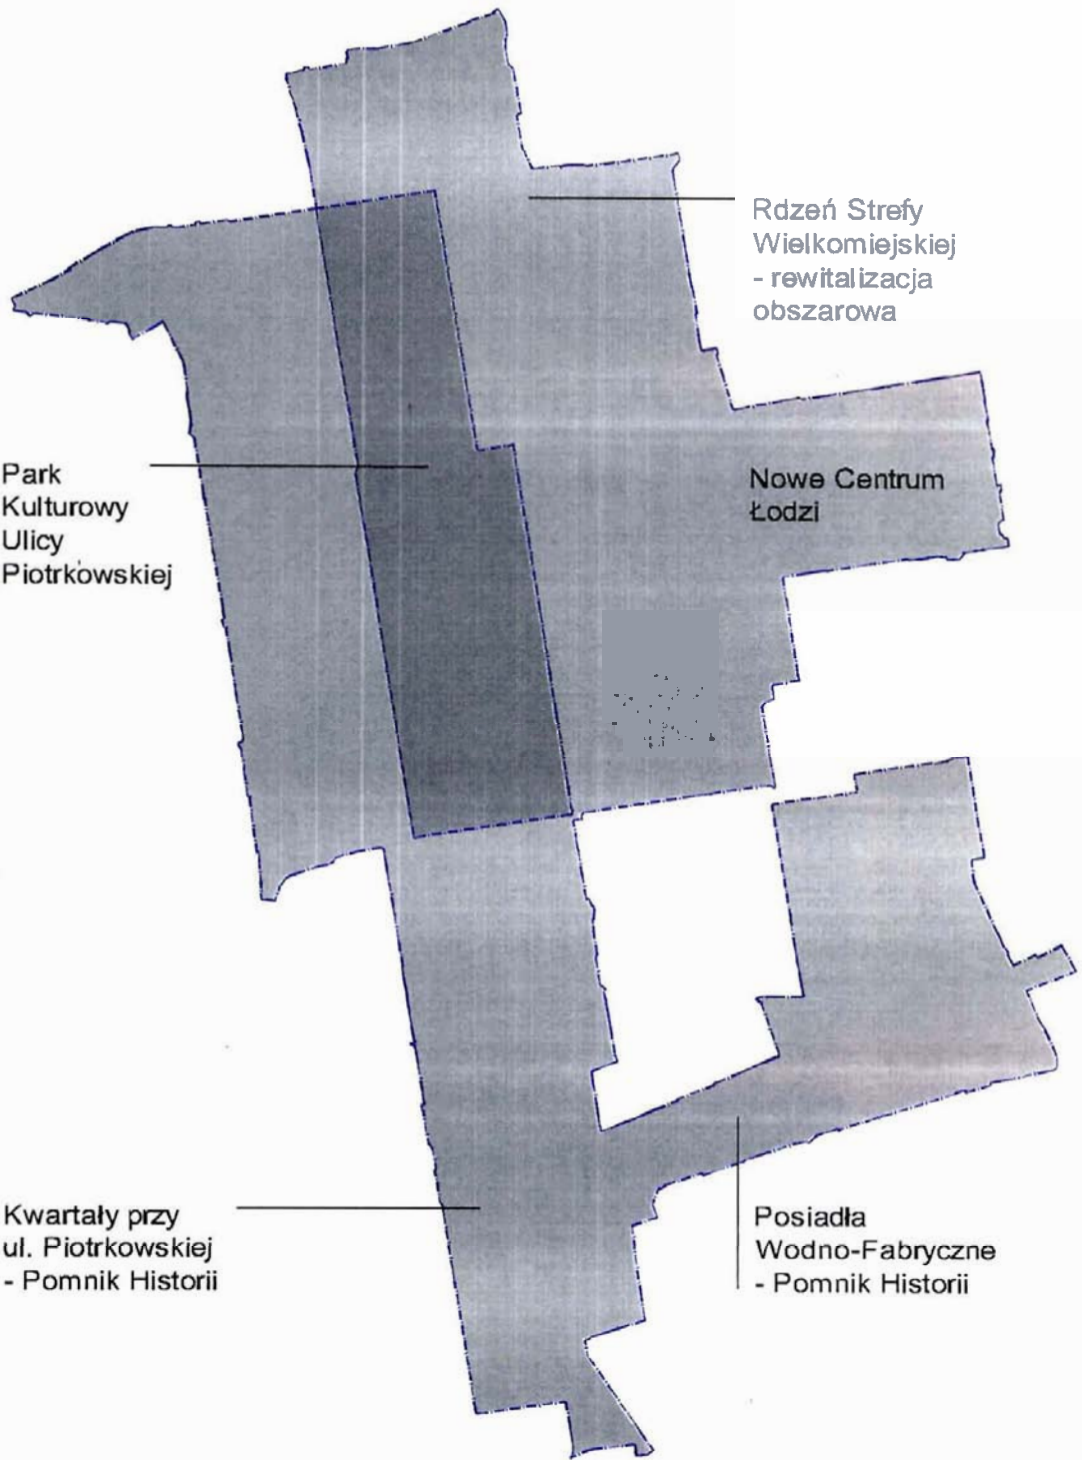 Rdzeń Strefy
Wielkomiejskiej
- rewitalizacja
obszarowa
Park
Kulturowy
Ulicy
Piotrkowskiej
Nowe Centrum
Łodzi
Kwartały przy
ul. Piotrkowskiej
- Pomnik Historii
Posiadła
Wodno-Fabryczne
- Pomnik Historii